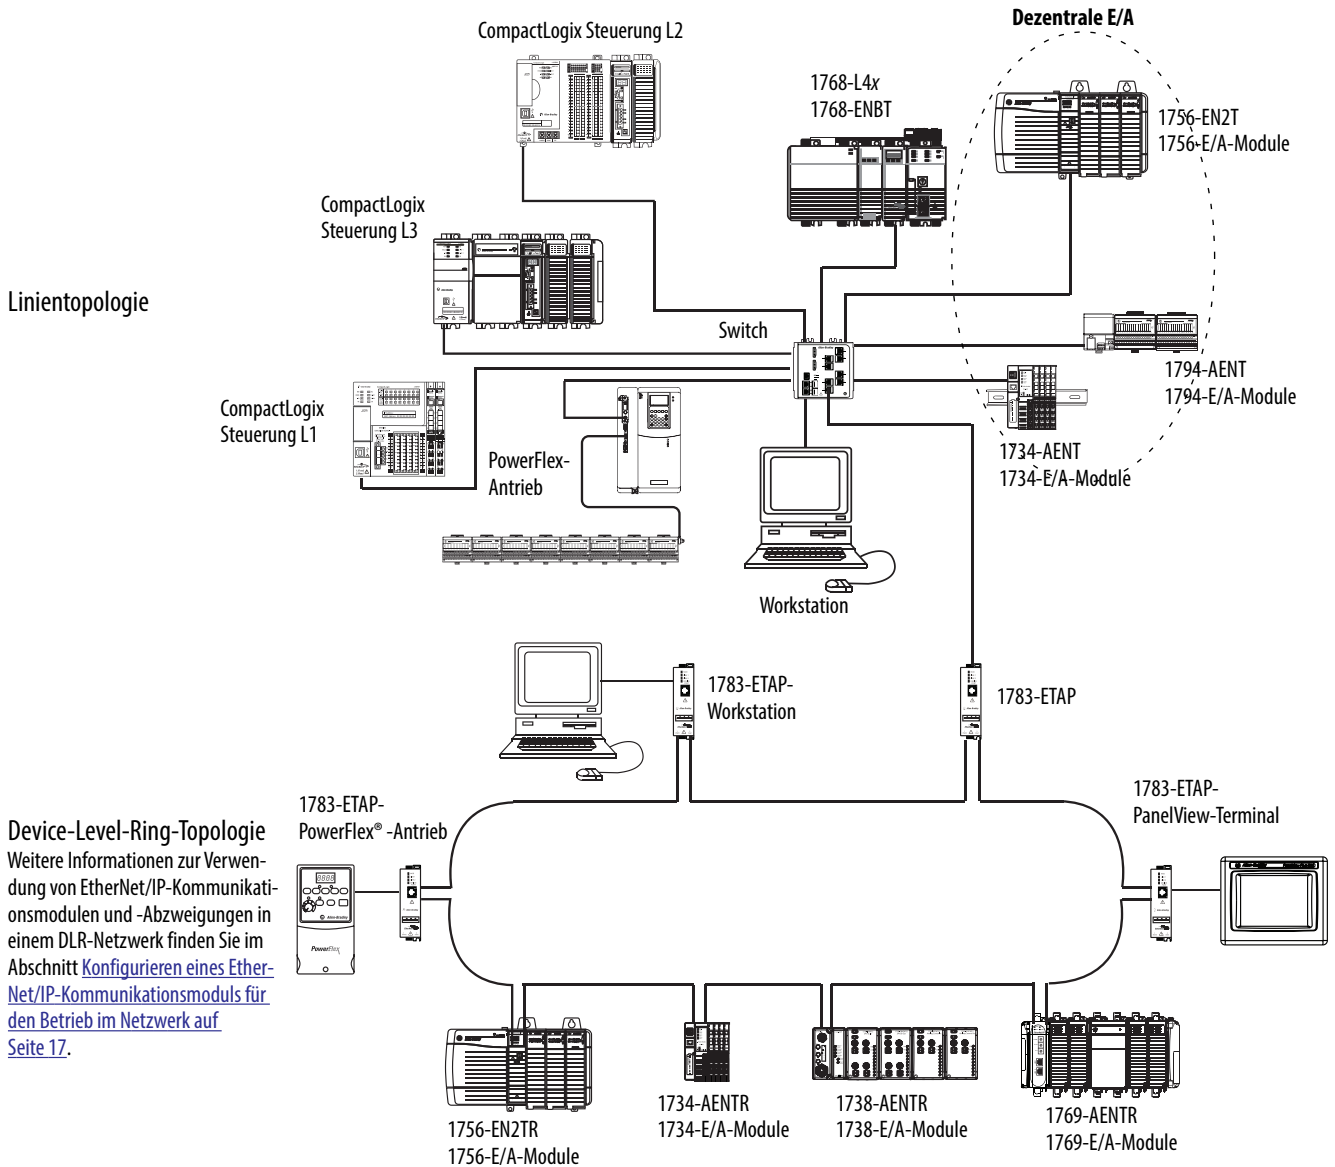 Dezentrale E/A
CompactLogix Steuerung L2
1768-L4x
1768-ENBT
1756-EN2T
1756-E/A-Module
CompactLogix
Steuerung L3
Linientopologie
Switch
1794-AENT
1794-E/A-Module
CompactLogix
Steuerung L1
PowerFlex-
Antrieb
1734-AENT
1734-E/A-Module
Workstation
1783-ETAP-
Workstation
1783-ETAP
1783-ETAP-
PowerFlex® -Antrieb
1783-ETAP-
PanelView-Terminal
Device-Level-Ring-Topologie
Weitere Informationen zur Verwen-
dung von EtherNet/IP-Kommunikati-
onsmodulen und -Abzweigungen in
einem DLR-Netzwerk finden Sie im
Abschnitt Konfigurieren eines Ether-
Net/IP-Kommunikationsmoduls für
den Betrieb im Netzwerk auf
Seite 17.
PowerFlex
1756-EN2TR
1756-E/A-Module
1734-AENTR
1734-E/A-Module
1738-AENTR
1738-E/A-Module
1769-AENTR
1769-E/A-Module